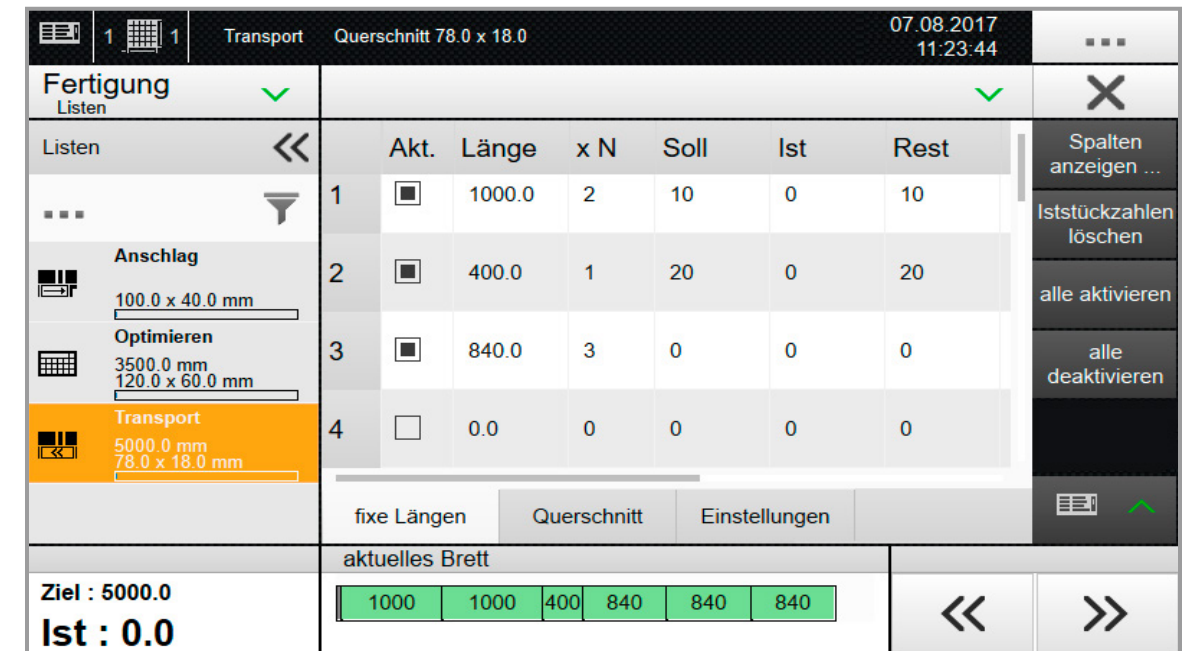 1 1 Transport Querschnitt 78.0 x 18.0 07.08.2017
11:23:44
Fertigung
Listen
Listen
Akt. Länge x N Soll Ist Rest
1 1000.0 2 10 0 10
2 400.0 1 20 0 20
3 840.0 3 0 0 0
4 0.0 0 0 0 0
Anschlag
100.0 x 40.0 mm
Optimieren
3500.0 mm
120.0 x 60.0 mm
Transport
5000.0 mm
78.0 x 18.0 mm
Spalten
anzeigen ...
Iststückzahlen
löschen
alle aktivieren
alle
deaktivieren
fixe Längen Querschnitt Einstellungen
aktuelles Brett
Ziel : 5000.0
Ist : 0.0
1000 1000 400 840 840 840